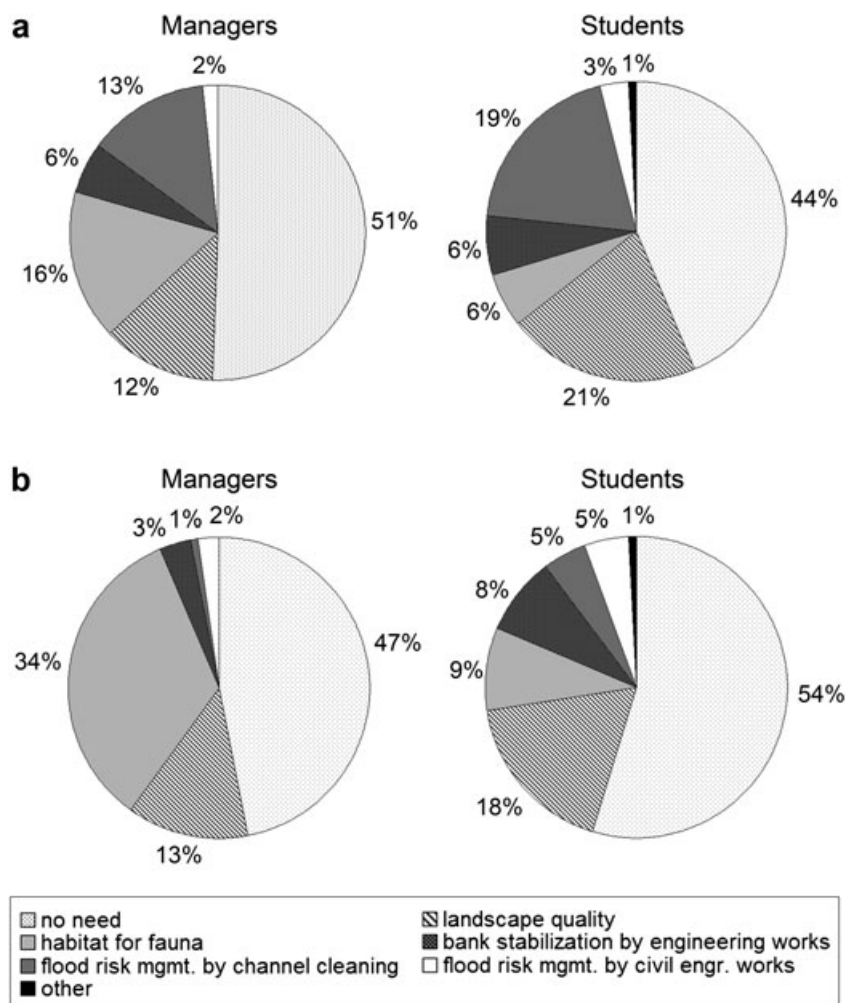 a
Managers
Students
2%
13%
6%
16%
12%
51%
3%
1%
19%
6%
6%
21%
44%
b
Managers
Students
3%
1%
2%
34%
13%
47%
5%
5%
1%
8%
9%
18%
54%
no need
landscape quality
habitat for fauna
bank stabilization by engineering works
flood risk mgmt. by channel cleaning
flood risk mgmt. by civil engr. works
other